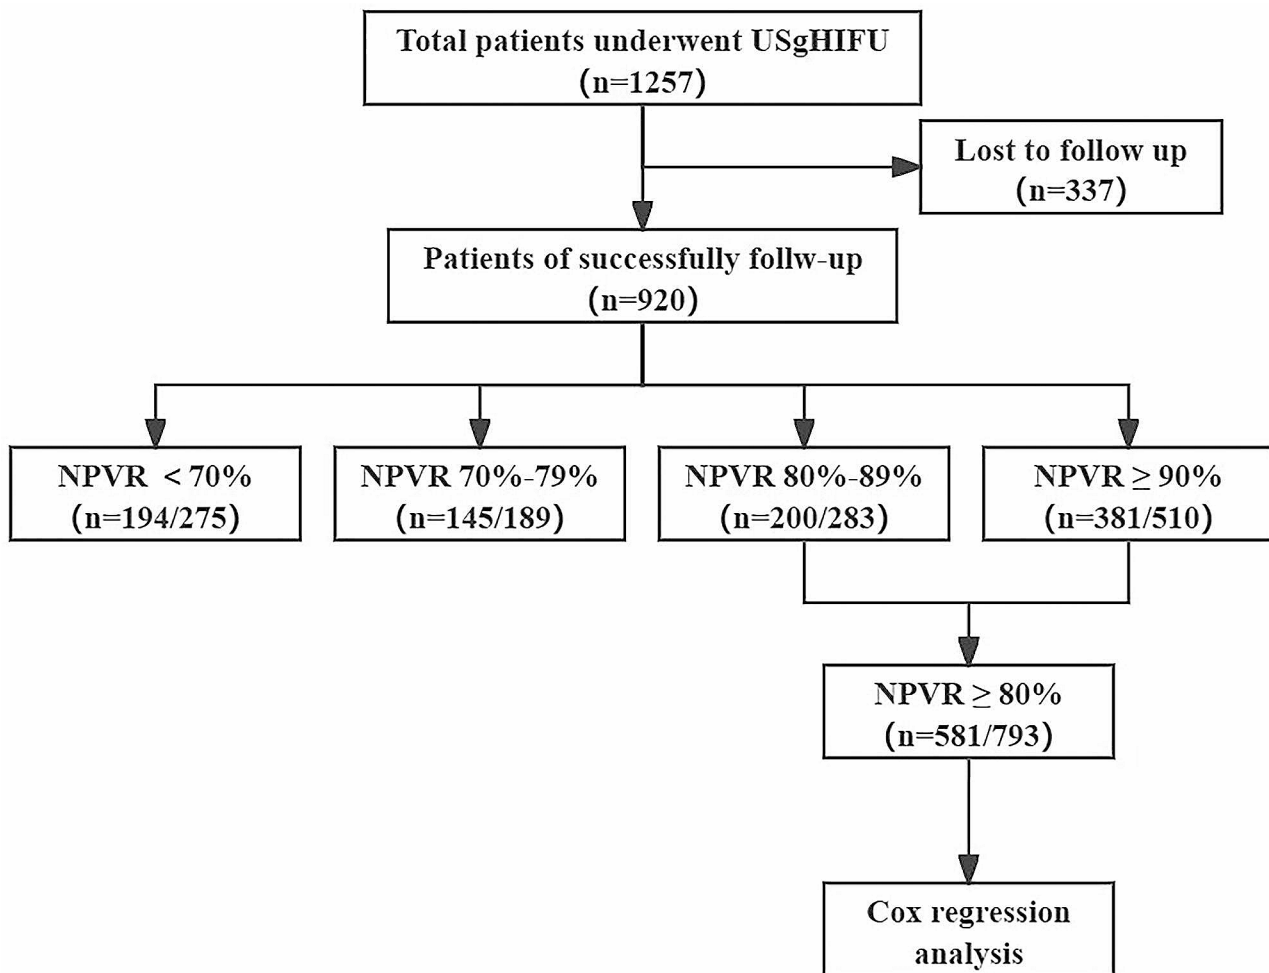 Total patients underwent USgHIFU
(n=1257)
Lost to follow up
(n=337)
Patients of successfully follw-up
(n=920)
NPVR < 70%
(n=194/275)
NPVR 70%-79%
(n=145/189)
NPVR 80%-89%
(n=200/283)
NPVR ≥ 90%
(n=381/510)
NPVR ≥ 80%
(n=581/793)
Cox regression
analysis